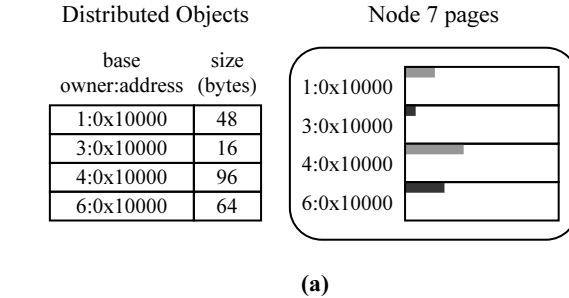 Distributed Objects
base size
owner:address (bytes)
1:0x10000 48
3:0x10000 16
4:0x10000 96
6:0x10000 64
Node 7 pages
1:0x10000
3:0x10000
4:0x10000
6:0x10000
(a)